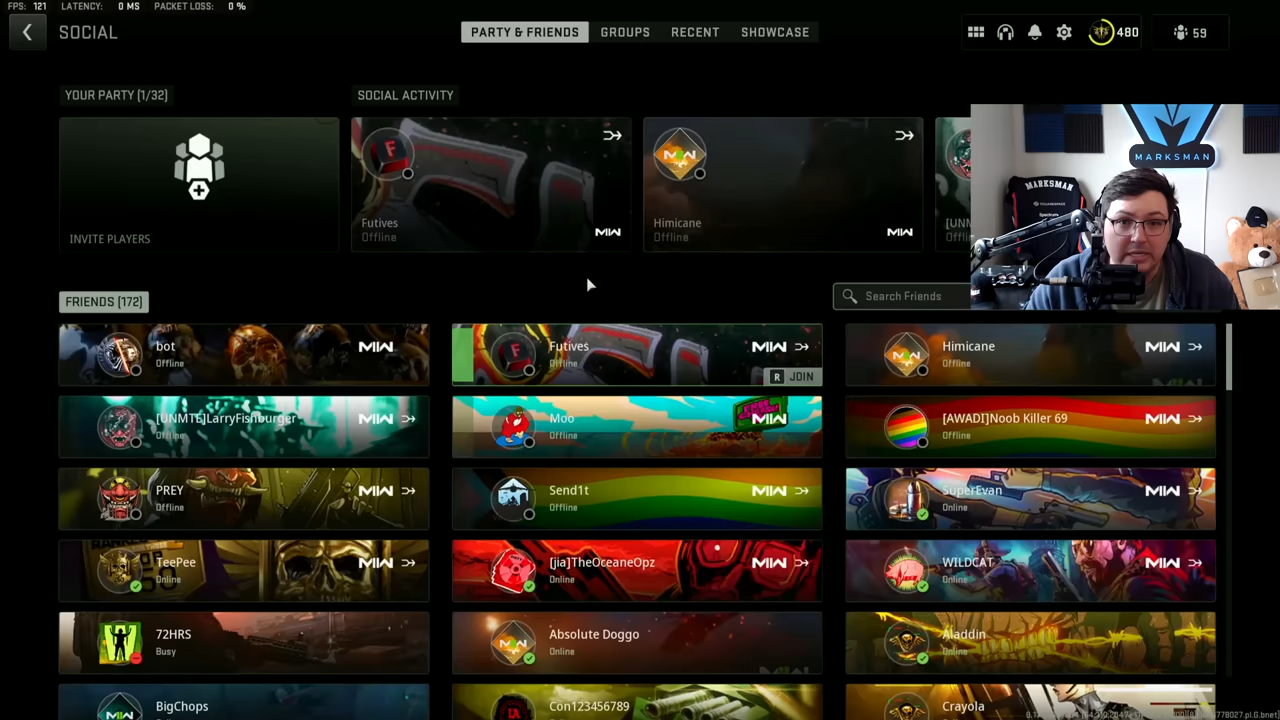 FPS: 121 LATENCY: 0 MS PACKET LOSS: 0 %
SOCIAL
PARTY & FRIENDS GROUPS RECENT SHOWCASE
480
59
YOUR PARTY (1/32)
SOCIAL ACTIVITY
INVITE PLAYERS
F
Futives
Offline
MW
Himicane
Offline
MW
[UN
Offlin
MARKSMAN
MARKSMAN
Spectrum
FRIENDS (172)
Search Friends
bot
Offline
MW
Futives
Offline
MW
R JOIN
Himicane
Offline
MW
[UNMTE]LarryFishburger
Offline
MW
Moo
Offline
MW
[AWADI]Noob Killer 69
Offline
MW
PREY
Offline
MW
Send1t
Offline
MW
SuperEvan
Online
MW
TeePee
Online
MW
[jia]TheOceaneOpz
Online
MW
WILDCAT
Online
MW
72HRS
Busy
Absolute Doggo
Online
Aladdin
Online
BigChops
Con123456789
Crayola